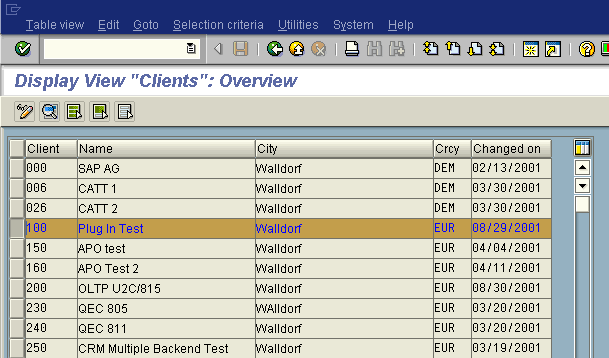 Table view Edit Goto Selection criteria Utilities System Help
Display View "Clients": Overview
Client Name City Crcy Changed on
000 SAP AG Walldorf DEM 02/13/2001
006 CATT 1 Walldorf DEM 03/30/2001
026 CATT 2 Walldorf DEM 03/30/2001
100 Plug In Test Walldorf EUR 08/29/2001
150 APO test Walldorf EUR 04/04/2001
160 APO Test 2 Walldorf EUR 04/11/2001
200 OLTP U2C/815 Walldorf EUR 08/30/2001
230 QEC 805 WAlldorf EUR 03/20/2001
240 QEC 811 Walldorf EUR 03/20/2001
250 CRM Multiple Backend Test Walldorf EUR 03/19/2001